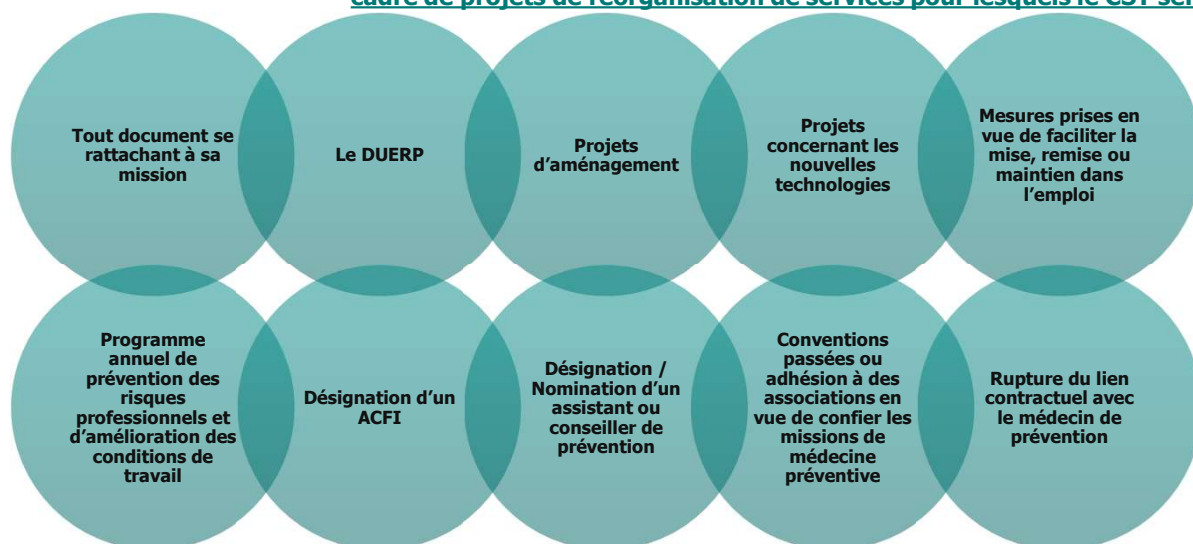 cadre de projets de réorganisation de services pour lesquels le CST
Tout document se
rattachant à sa
mission
Le DUERP
Projets
d’aménagement
Projets
concernant les
nouvelles
technologies
Mesures prises en
vue de faciliter la
mise, remise ou
maintien dans
l’emploi
Programme
annuel de
prévention des
risques
professionnels et
d’amélioration des
conditions de
travail
Désignation d’un
ACFI
Désignation /
Nomination d’un
assistant ou
conseiller de
prévention
Conventions
passées ou
adhésion à des
associations en
vue de confier les
missions de
médecine
préventive
Rupture du lien
contractuel avec
le médecin de
prévention